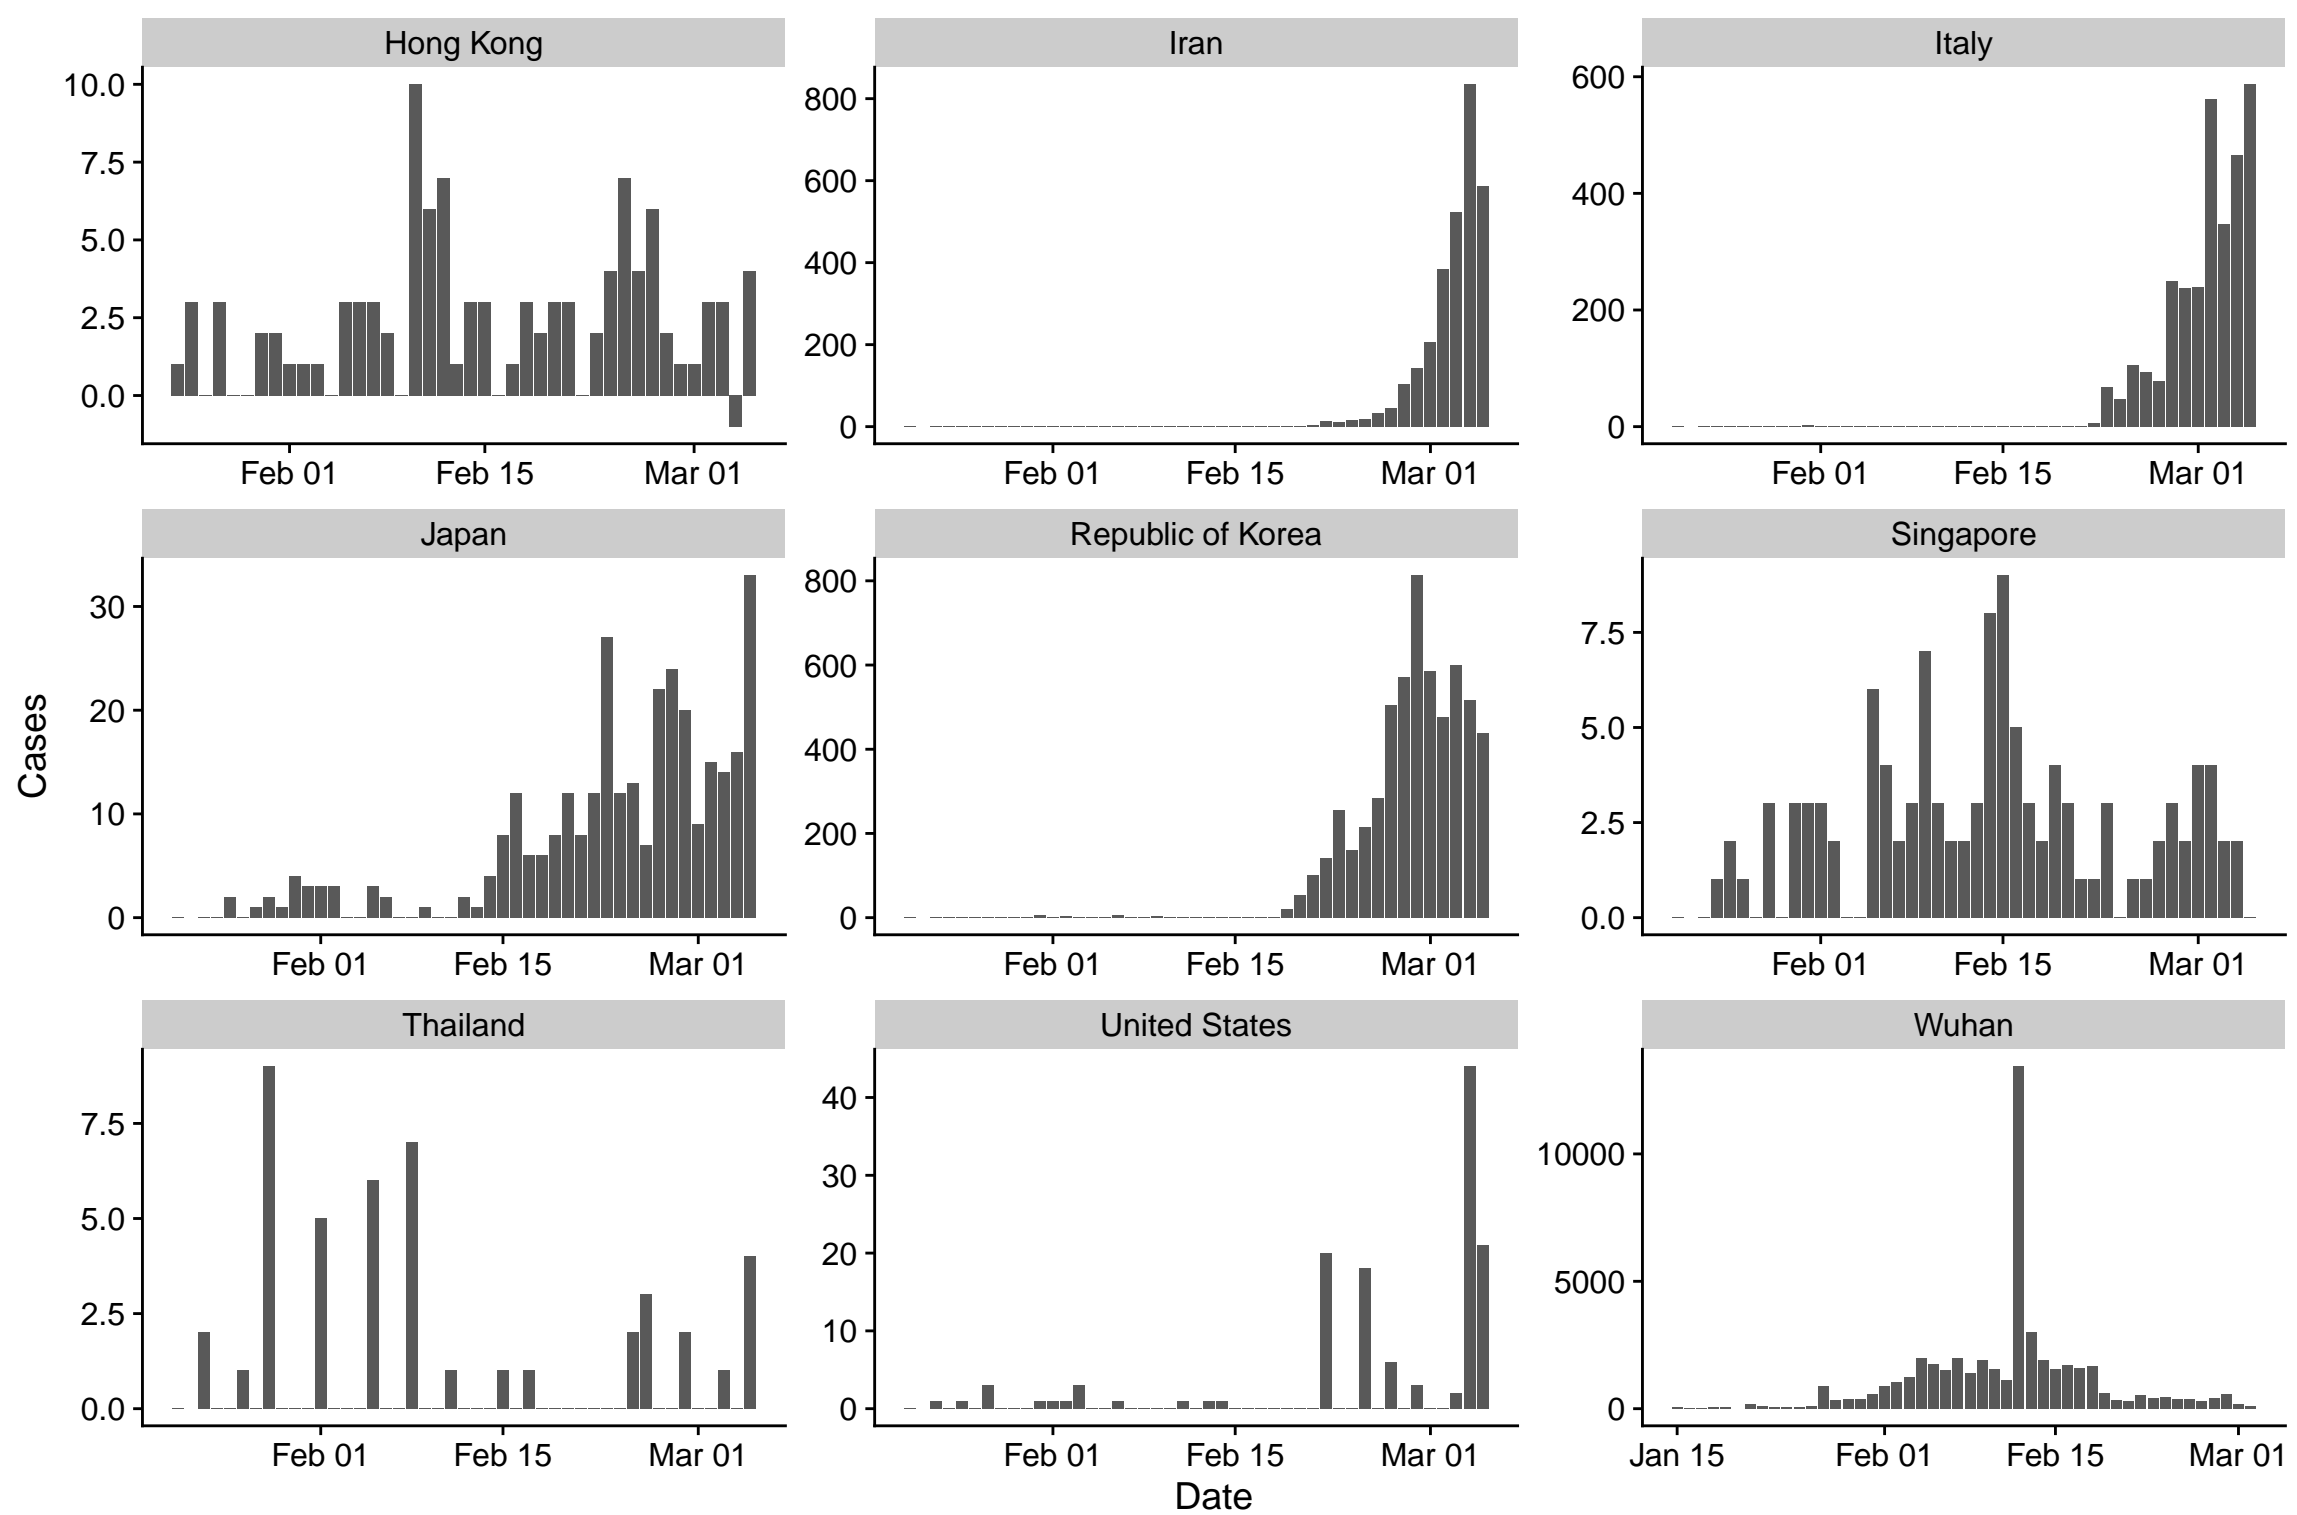 Hong Kong
Iran
Italy
10.0
7.5
5.0
2.5
0.0
800
600
400
200
0
600
400
200
0
Feb 01 Feb 15 Mar 01
Feb 01 Feb 15 Mar 01
Feb 01 Feb 15 Mar 01
Japan
Republic of Korea
Singapore
Cases
30
20
10
0
800
600
400
200
0
7.5
5.0
2.5
0.0
Feb 01 Feb 15 Mar 01
Feb 01 Feb 15 Mar 01
Feb 01 Feb 15 Mar 01
Thailand
United States
Wuhan
7.5
5.0
2.5
0.0
40
30
20
10
0
10000
5000
0
Feb 01 Feb 15 Mar 01
Feb 01 Feb 15 Mar 01
Jan 15 Feb 01 Feb 15 Mar 01
Date